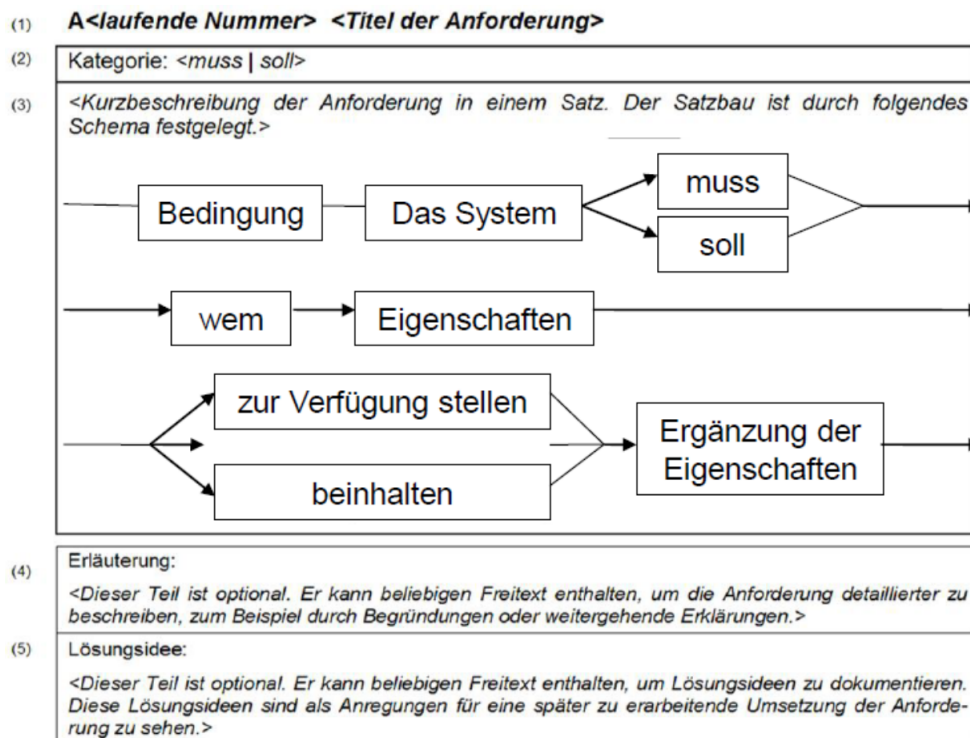 (1) A<laufende Nummer> <Titel der Anforderung>
(2) Kategorie: <muss | soll>
(3) <Kurzbeschreibung der Anforderung in einem Satz. Der Satzbau ist durch folgendes
Schema festgelegt.>
muss
Bedingung
Das System
soll
wem
Eigenschaften
zur Verfügung stellen
Ergänzung der
Eigenschaften
beinhalten
(4) Erläuterung:
<Dieser Teil ist optional. Er kann beliebigen Freitext enthalten, um die Anforderung detaillierter zu
beschreiben, zum Beispiel durch Begründungen oder weitergehende Erklärungen.>
(5) Lösungsidee:
<Dieser Teil ist optional. Er kann beliebigen Freitext enthalten, um Lösungsideen zu dokumentieren.
Diese Lösungsideen sind als Anregungen für eine später zu erarbeitende Umsetzung der Anforde-
rung zu sehen.>